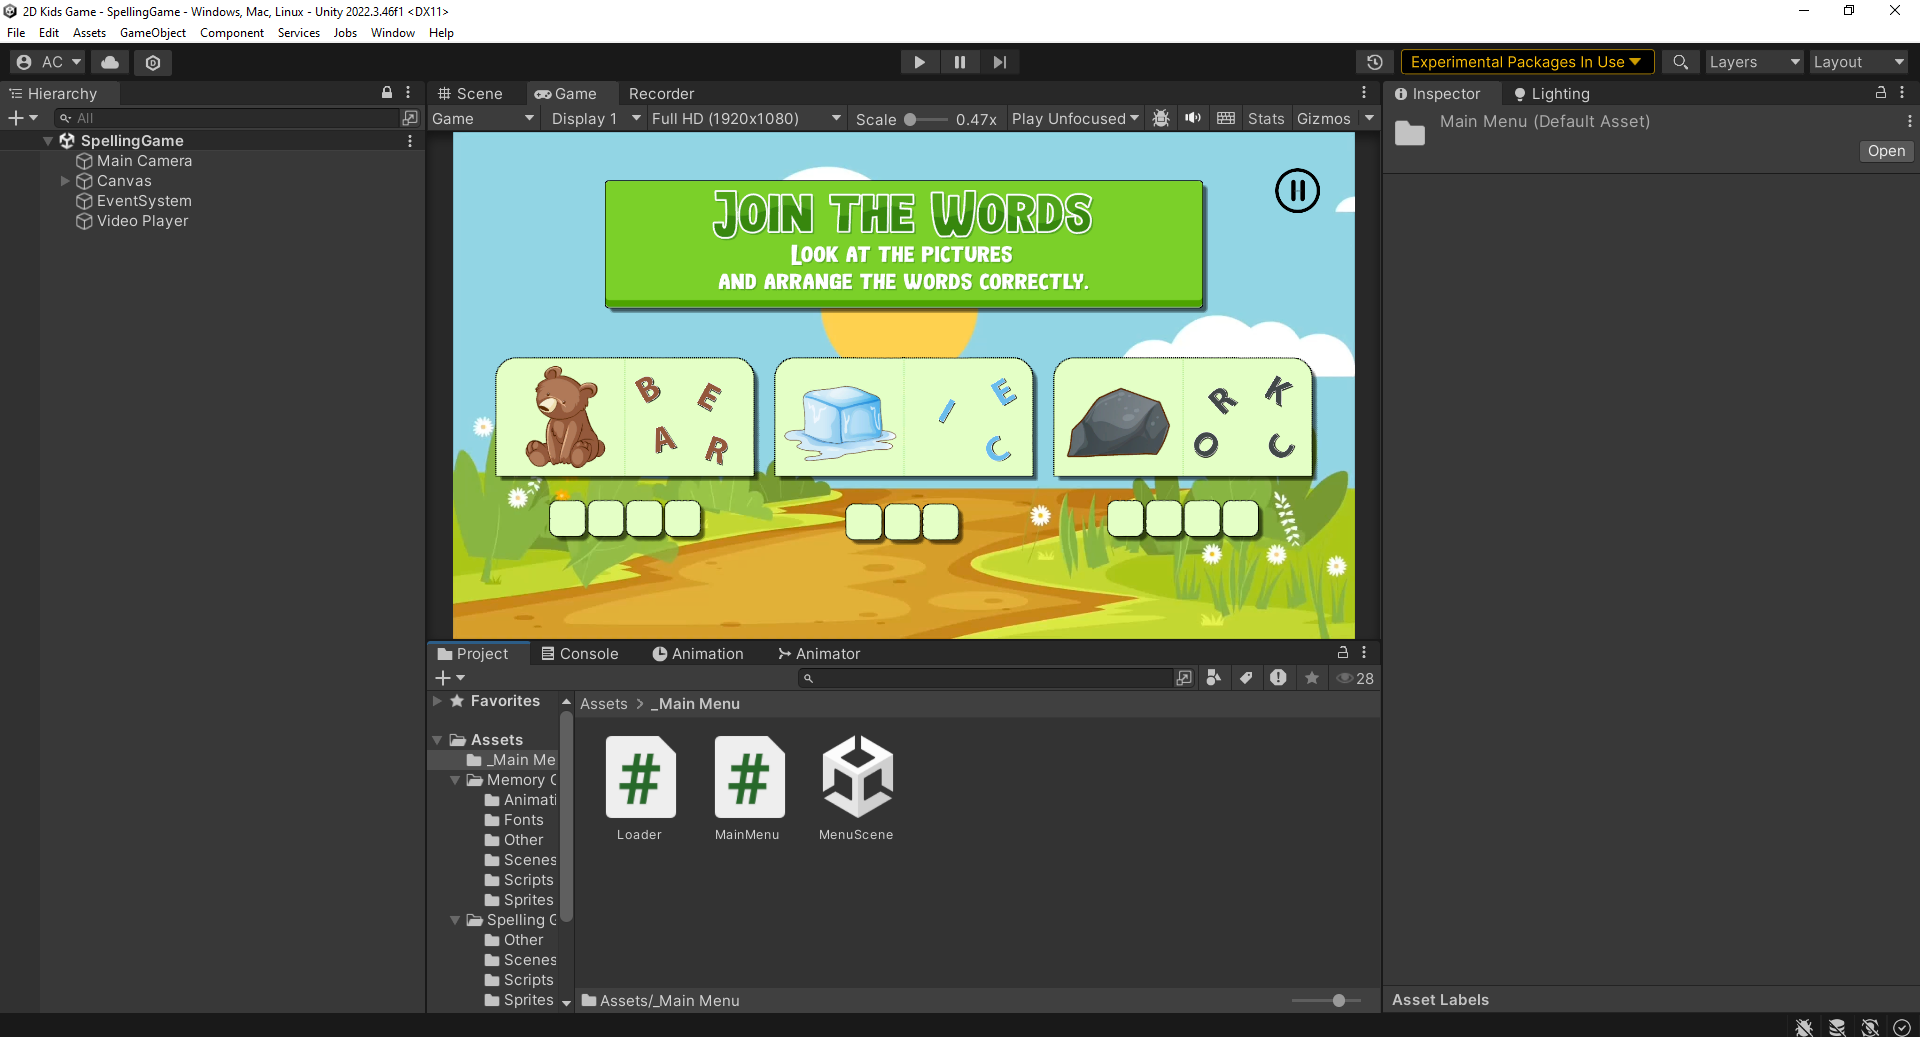 2D Kids Game - SpellingGame - Windows, Mac, Linux - Unity 2022.3.46f1 <DX11>
File Edit Assets GameObject Component Services Jobs Window Help
AC
Experimental Packages In Use
Layers
Layout
Hierarchy
All
SpellingGame
Main Camera
Canvas
EventSystem
Video Player
Scene
Game
Recorder
Game
Display 1
Full HD (1920x1080)
Scale
0.47x
Play Unfocused
Stats
Gizmos
JOIN THE WORDS
LOOK AT THE PICTURES
AND ARRANGE THE WORDS CORRECTLY.
B E
A R
I E
C
R K
O C
Inspector
Lighting
Main Menu (Default Asset)
Open
Project
Console
Animation
Animator
28
Favorites
Assets
_Main Me
Memory G
Animati
Fonts
Other
Scenes
Scripts
Sprites
Spelling G
Other
Scenes
Scripts
Sprites
Assets > _Main Menu
Loader
MainMenu
MenuScene
Assets/_Main Menu
Asset Labels